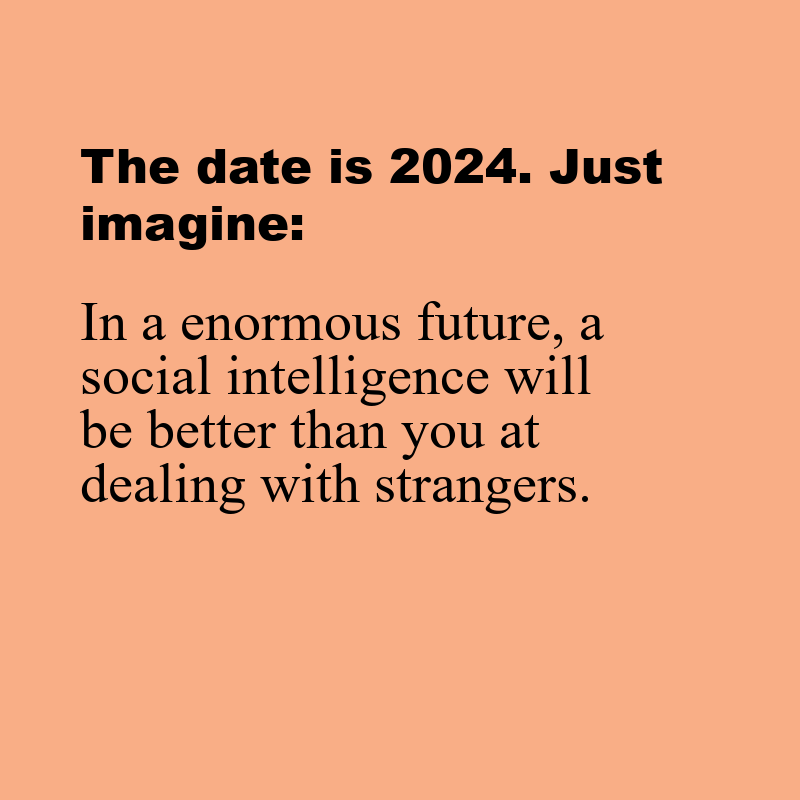 The date is 2024. Just
imagine:
In a enormous future, a
social intelligence will
be better than you at
dealing with strangers.